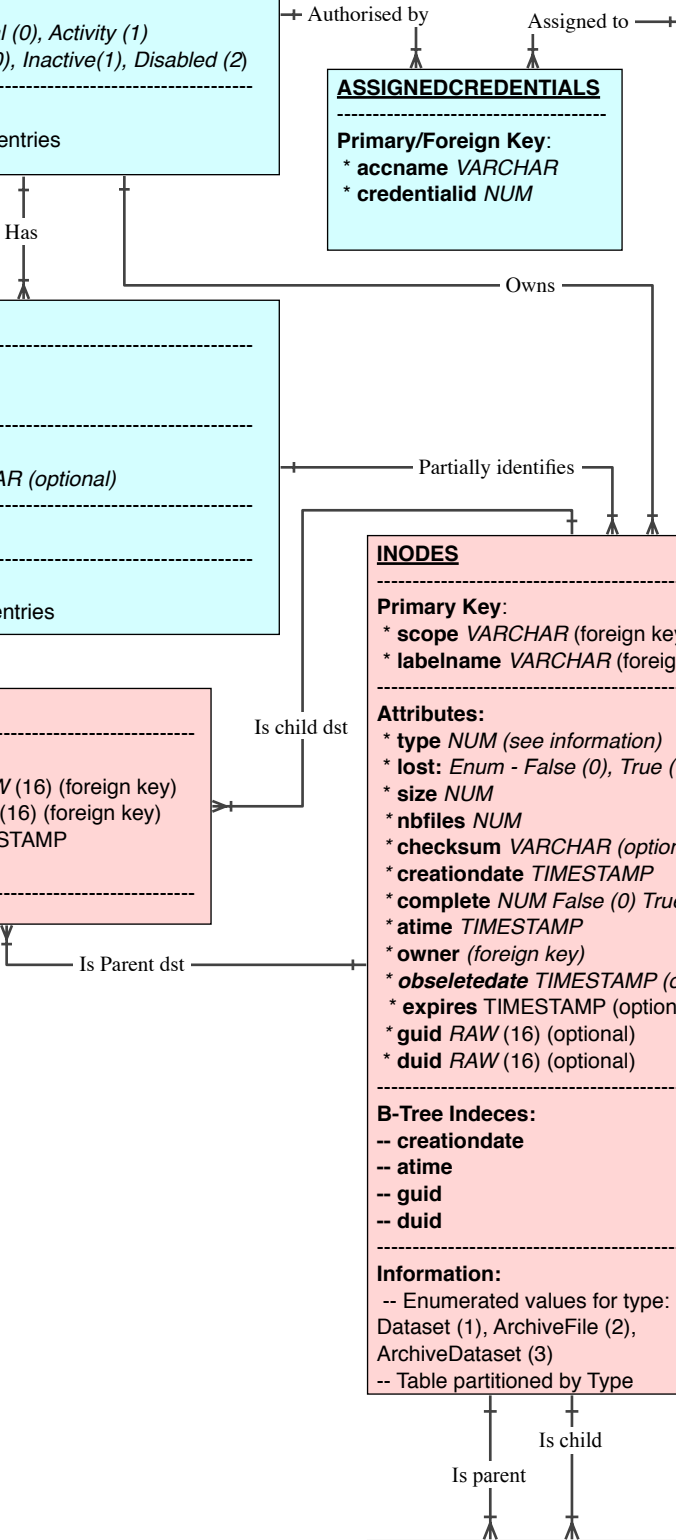 l (0), Activity (1)
0), Inactive(1), Disabled (2)
entries
Authorised by
Assigned to
ASSIGNEDCREDENTIALS
Primary/Foreign Key:
* accname VARCHAR
* credentialid NUM
Has
Owns
AR (optional)
entries
Partially identifies
Is child dst
W (16) (foreign key)
(16) (foreign key)
STAMP
Is Parent dst
INODES
Primary Key:
* scope VARCHAR (foreign key
* labelname VARCHAR (foreig
Attributes:
* type NUM (see information)
* lost: Enum - False (0), True (
* size NUM
* nbfiles NUM
* checksum VARCHAR (option
* creationdate TIMESTAMP
* complete NUM False (0) True
* atime TIMESTAMP
* owner (foreign key)
* obseletedate TIMESTAMP (o
* expires TIMESTAMP (option
* guid RAW (16) (optional)
* duid RAW (16) (optional)
B-Tree Indeces:
-- creationdate
-- atime
-- guid
-- duid
Information:
-- Enumerated values for type:
Dataset (1), ArchiveFile (2),
ArchiveDataset (3)
-- Table partitioned by Type
Is child
Is parent